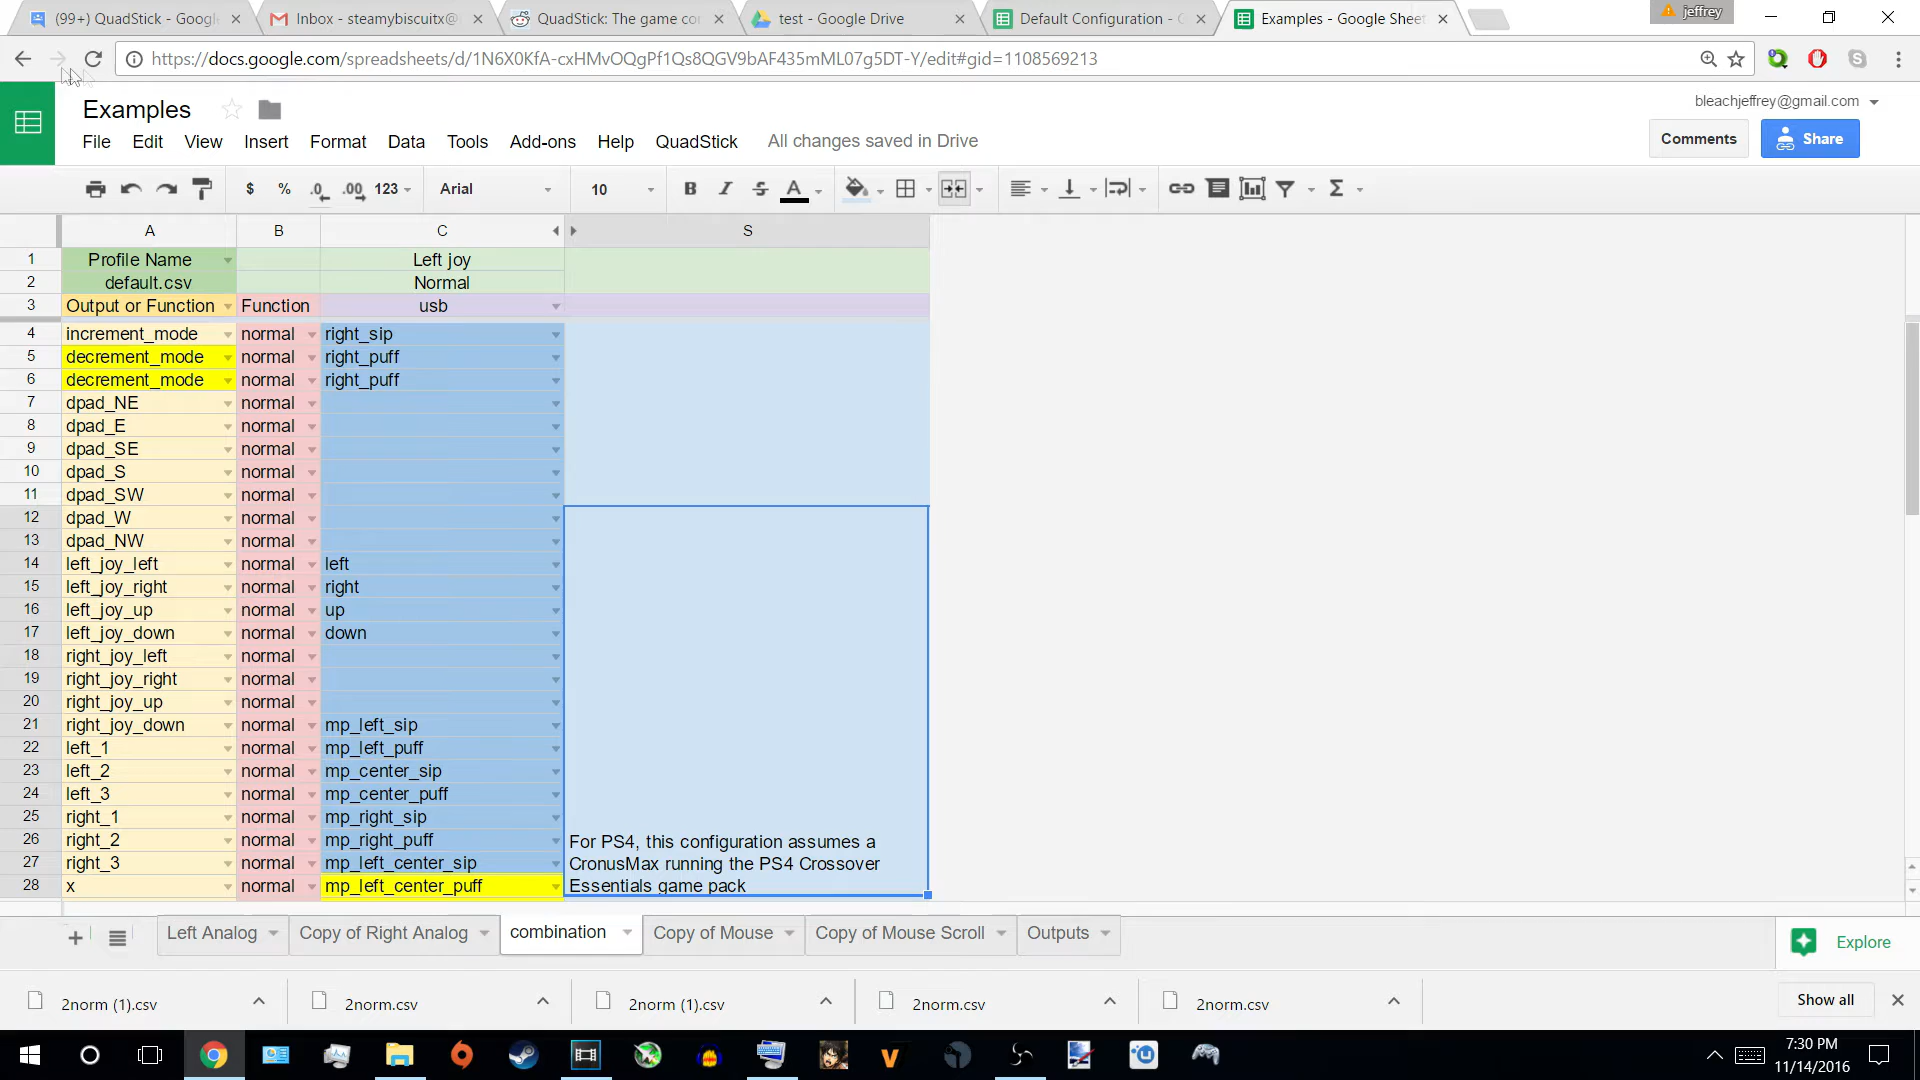 (99+) QuadStick - Googl
Inbox - steamybiscuitx@
QuadStick: The game con
test - Google Drive
Default Configuration - G
Examples - Google Sheet
jeffrey
https://docs.google.com/spreadsheets/d/1N6X0KfA-cxHMvOQgPf1Qs8QGV9bAF435mML07g5DT-Y/edit#gid=1108569213
Examples
bleachjeffrey@gmail.com
File Edit View Insert Format Data Tools Add-ons Help QuadStick All changes saved in Drive
Comments Share
$ % .0 .00 123 Arial 10 B I S A Σ
A B C S
1 Profile Name Left joy
2 default.csv Normal
3 Output or Function Function usb
4 increment_mode normal right_sip
5 decrement_mode normal right_puff
6 decrement_mode normal right_puff
7 dpad_NE normal
8 dpad_E normal
9 dpad_SE normal
10 dpad_S normal
11 dpad_SW normal
12 dpad_W normal
13 dpad_NW normal
14 left_joy_left normal left
15 left_joy_right normal right
16 left_joy_up normal up
17 left_joy_down normal down
18 right_joy_left normal
19 right_joy_right normal
20 right_joy_up normal
21 right_joy_down normal mp_left_sip
22 left_1 normal mp_left_puff
23 left_2 normal mp_center_sip
24 left_3 normal mp_center_puff
25 right_1 normal mp_right_sip
26 right_2 normal mp_right_puff For PS4, this configuration assumes a
27 right_3 normal mp_left_center_sip CronusMax running the PS4 Crossover
28 x normal mp_left_center_puff Essentials game pack
Left Analog Copy of Right Analog combination Copy of Mouse Copy of Mouse Scroll Outputs
Explore
2norm (1).csv 2norm.csv 2norm (1).csv 2norm.csv 2norm.csv Show all
7:30 PM
11/14/2016